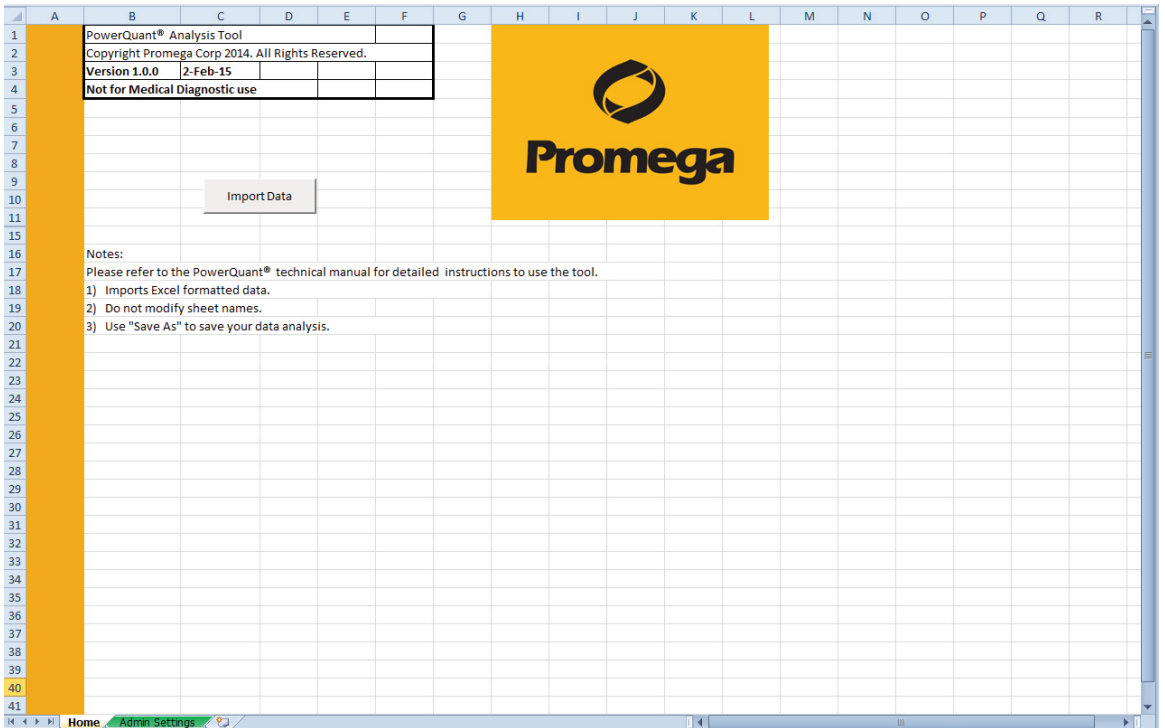 A B C D E F G H I J K L M N O P Q R
1 PowerQuant® Analysis Tool
2 Copyright Promega Corp 2014. All Rights Reserved.
3 Version 1.0.0 2-Feb-15
4 Not for Medical Diagnostic use
5
6
7
Promega
8
9
10 Import Data
11
15
16 Notes:
17 Please refer to the PowerQuant® technical manual for detailed instructions to use the tool.
18 1) Imports Excel formatted data.
19 2) Do not modify sheet names.
20 3) Use "Save As" to save your data analysis.
21
22
23
24
25
26
27
28
29
30
31
32
33
34
35
36
37
38
39
40
41
Home Admin Settings